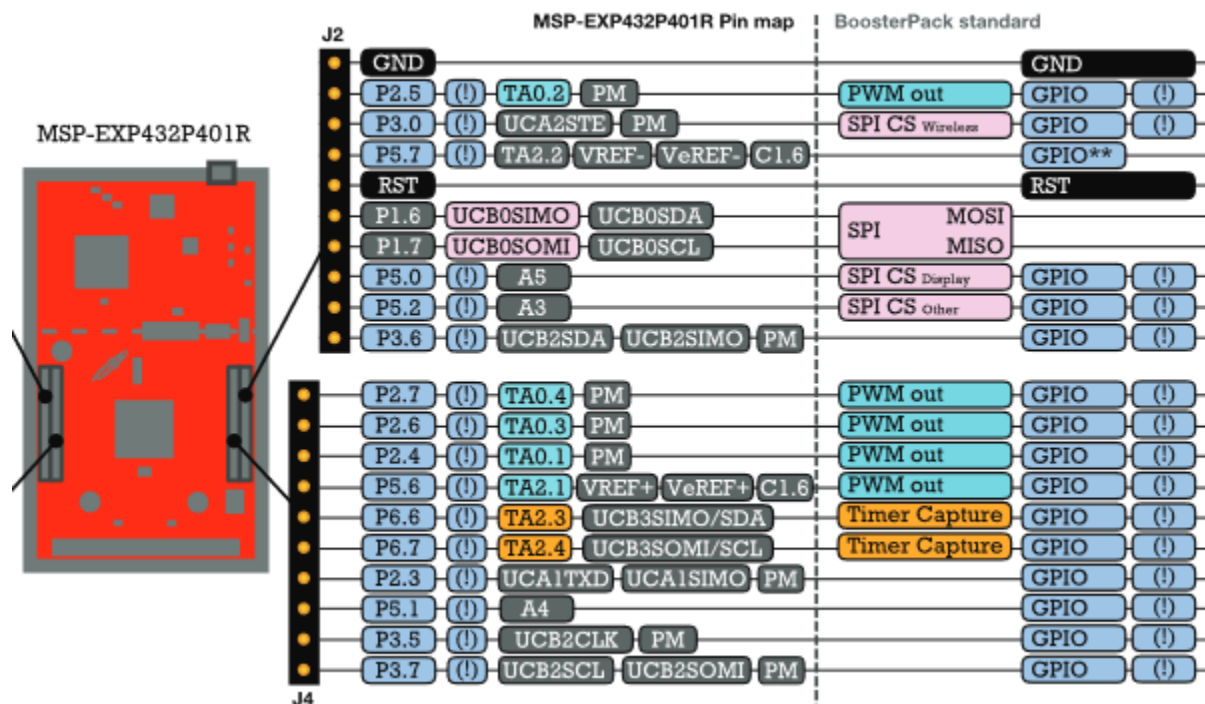 MSP-EXP432P401R Pin map BoosterPack standard
J2
MSP-EXP432P401R
GND GND
P2.5 (!) TA0.2 PM PWM out GPIO (!)
P3.0 (!) UCA2STE PM SPI CS Wireless GPIO (!)
P5.7 (!) TA2.2 VREF- VeREF- C1.6 GPIO**
RST RST
P1.6 UCB0SIMO UCB0SDA SPI MOSI
P1.7 UCB0SOMI UCB0SCL MISO
P5.0 (!) A5 SPI CS Display GPIO (!)
P5.2 (!) A3 SPI CS Other GPIO (!)
P3.6 (!) UCB2SDA UCB2SIMO PM GPIO (!)
P2.7 (!) TA0.4 PM PWM out GPIO (!)
P2.6 (!) TA0.3 PM PWM out GPIO (!)
P2.4 (!) TA0.1 PM PWM out GPIO (!)
P5.6 (!) TA2.1 VREF+ VeREF+ C1.6 PWM out GPIO (!)
P6.6 (!) TA2.3 UCB3SIMO/SDA Timer Capture GPIO (!)
P6.7 (!) TA2.4 UCB3SOMI/SCL Timer Capture GPIO (!)
P2.3 (!) UCA1TXD UCA1SIMO PM GPIO (!)
P5.1 (!) A4 GPIO (!)
P3.5 (!) UCB2CLK PM GPIO (!)
P3.7 (!) UCB2SCL UCB2SOMI PM GPIO (!)
J4